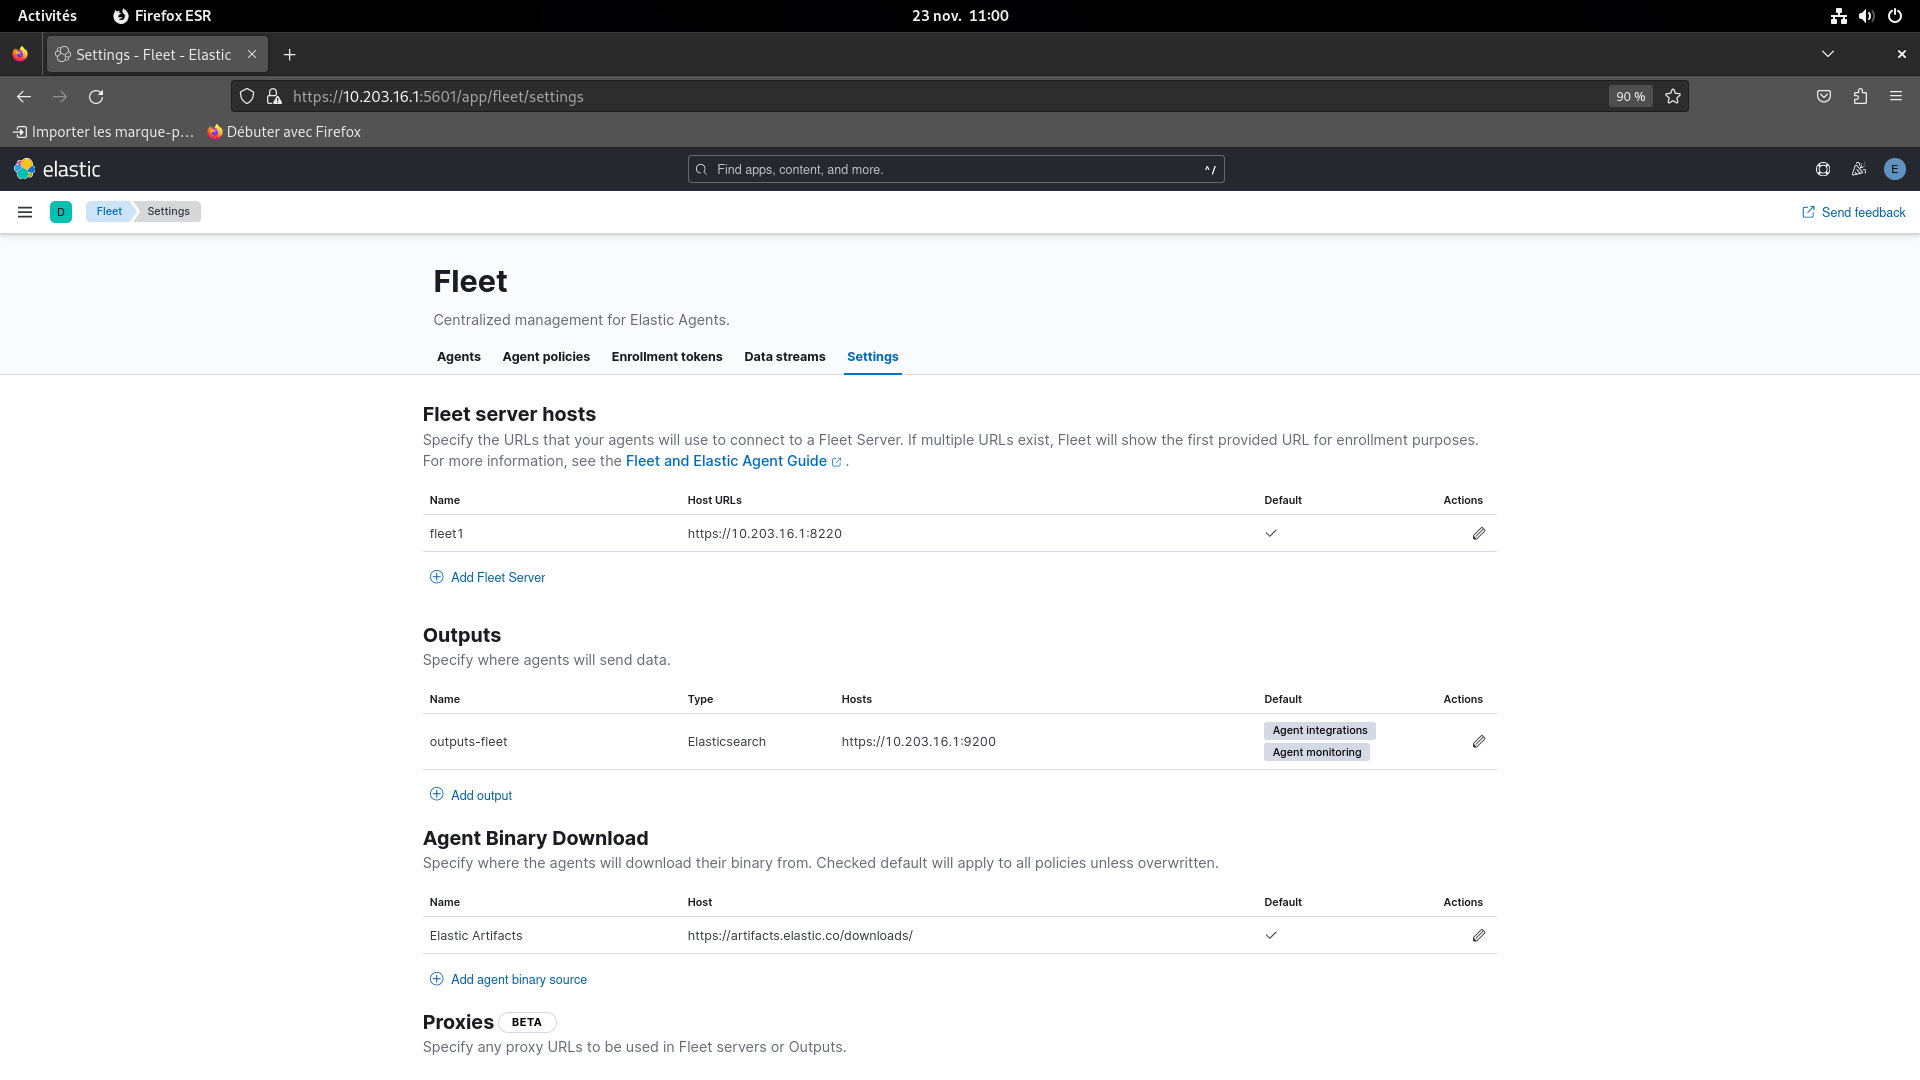 Activités
Firefox ESR
23 nov. 11:00
Settings - Fleet - Elastic
https://10.203.16.1:5601/app/fleet/settings
90 %
Importer les marque-p…
Débuter avec Firefox
elastic
Find apps, content, and more.
^/
E
D
Fleet
Settings
Send feedback
Fleet
Centralized management for Elastic Agents.
Agents
Agent policies
Enrollment tokens
Data streams
Settings
Fleet server hosts
Specify the URLs that your agents will use to connect to a Fleet Server. If multiple URLs exist, Fleet will show the first provided URL for enrollment purposes.
For more information, see the Fleet and Elastic Agent Guide .
Name Host URLs Default Actions
fleet1 https://10.203.16.1:8220
Add Fleet Server
Outputs
Specify where agents will send data.
Name Type Hosts Default Actions
outputs-fleet Elasticsearch https://10.203.16.1:9200
Agent integrations
Agent monitoring
Add output
Agent Binary Download
Specify where the agents will download their binary from. Checked default will apply to all policies unless overwritten.
Name Host Default Actions
Elastic Artifacts https://artifacts.elastic.co/downloads/
Add agent binary source
Proxies BETA
Specify any proxy URLs to be used in Fleet servers or Outputs.